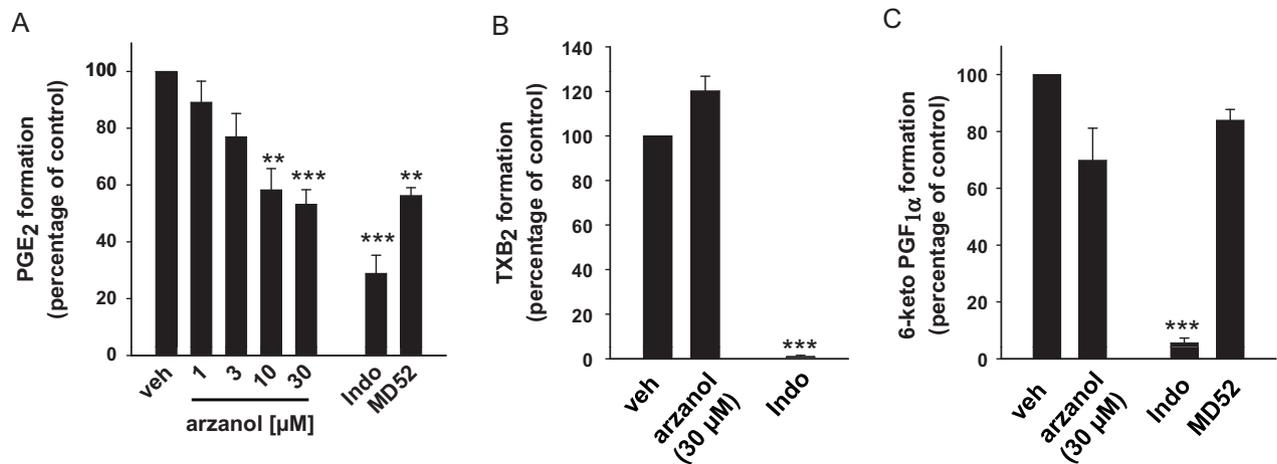 A
PGE2 formation
(percentage of control)
100
80
60
40
20
0
**
***
***
**
veh
1
3
10
30
Indo
MD52
arzanol [µM]
B
TXB2 formation
(percentage of control)
140
120
100
80
60
40
20
0
***
veh
arzanol
(30 µM)
Indo
C
6-keto PGF1α formation
(percentage of control)
100
80
60
40
20
0
***
veh
arzanol
(30 µM)
Indo
MD52